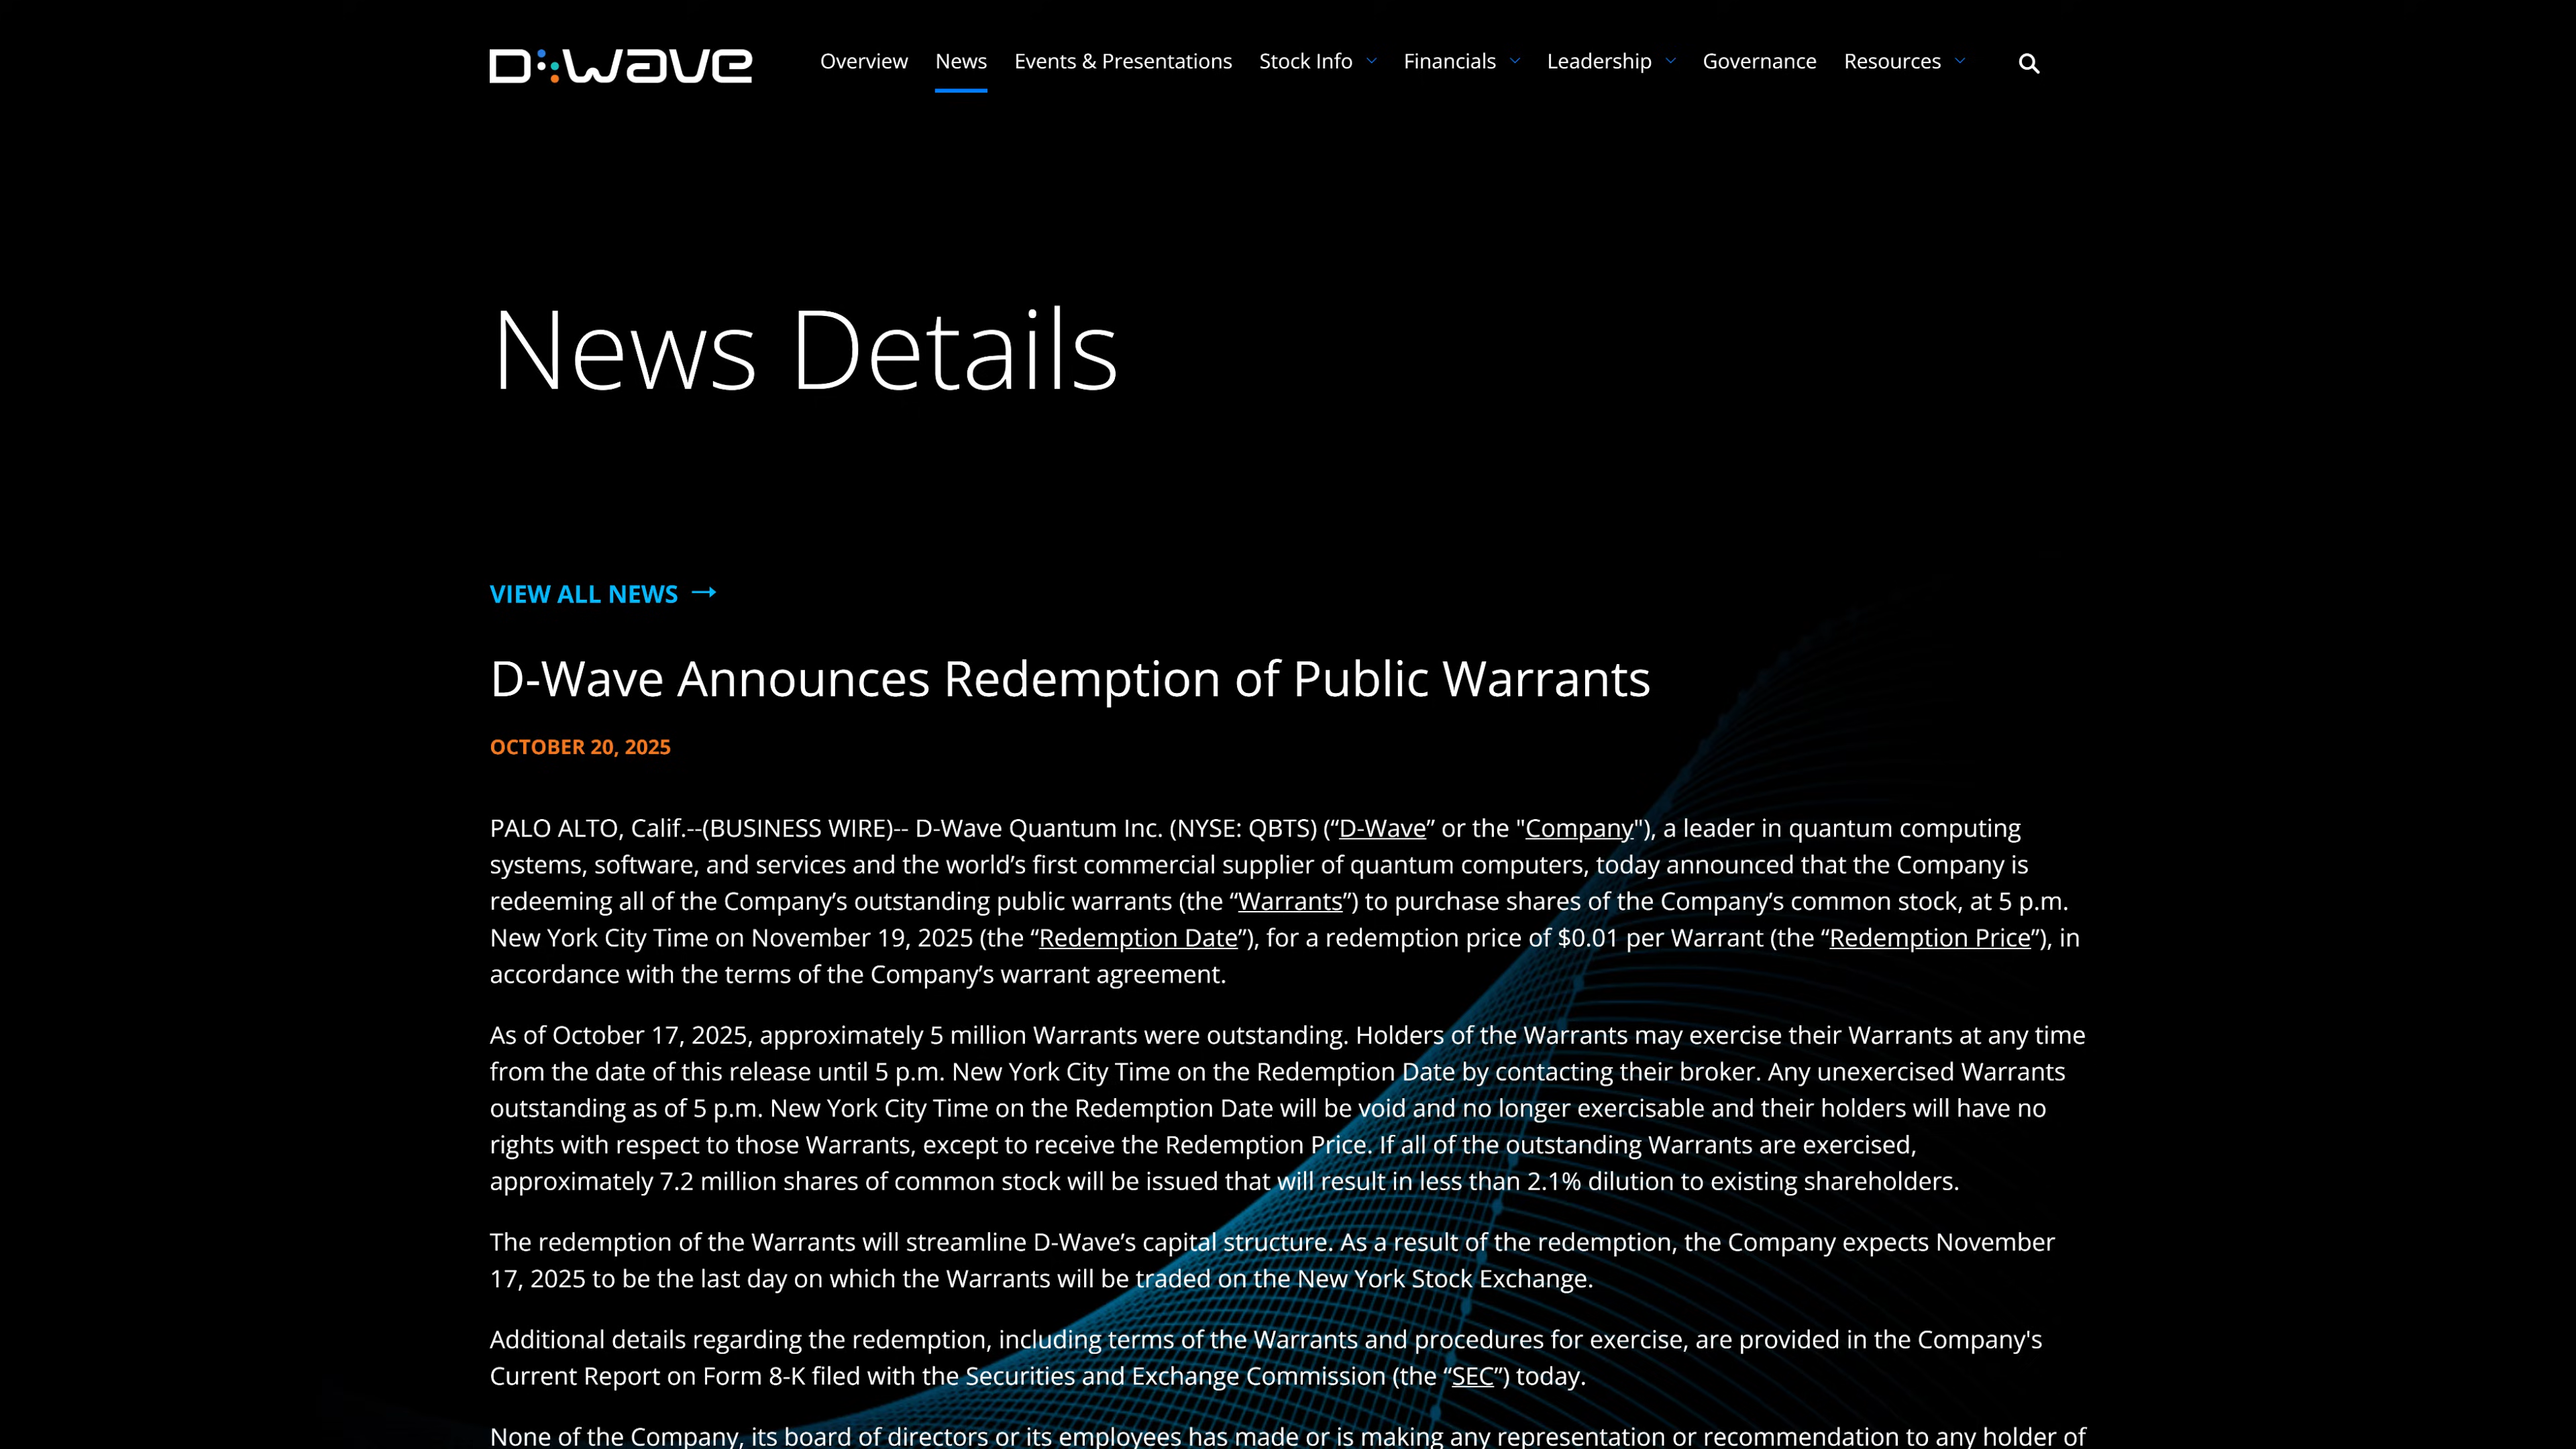 D:Wave
Overview
News
Events & Presentations
Stock Info
Financials
Leadership
Governance
Resources
News Details
VIEW ALL NEWS →
D-Wave Announces Redemption of Public Warrants
OCTOBER 20, 2025
PALO ALTO, Calif.--(BUSINESS WIRE)-- D-Wave Quantum Inc. (NYSE: QBTS) (“D-Wave” or the "Company"), a leader in quantum computing
systems, software, and services and the world’s first commercial supplier of quantum computers, today announced that the Company is
redeeming all of the Company’s outstanding public warrants (the “Warrants”) to purchase shares of the Company’s common stock, at 5 p.m.
New York City Time on November 19, 2025 (the “Redemption Date”), for a redemption price of $0.01 per Warrant (the “Redemption Price”), in
accordance with the terms of the Company’s warrant agreement.
As of October 17, 2025, approximately 5 million Warrants were outstanding. Holders of the Warrants may exercise their Warrants at any time
from the date of this release until 5 p.m. New York City Time on the Redemption Date by contacting their broker. Any unexercised Warrants
outstanding as of 5 p.m. New York City Time on the Redemption Date will be void and no longer exercisable and their holders will have no
rights with respect to those Warrants, except to receive the Redemption Price. If all of the outstanding Warrants are exercised,
approximately 7.2 million shares of common stock will be issued that will result in less than 2.1% dilution to existing shareholders.
The redemption of the Warrants will streamline D-Wave’s capital structure. As a result of the redemption, the Company expects November
17, 2025 to be the last day on which the Warrants will be traded on the New York Stock Exchange.
Additional details regarding the redemption, including terms of the Warrants and procedures for exercise, are provided in the Company's
Current Report on Form 8-K filed with the Securities and Exchange Commission (the “SEC”) today.
None of the Company, its board of directors or its employees has made or is making any representation or recommendation to any holder of